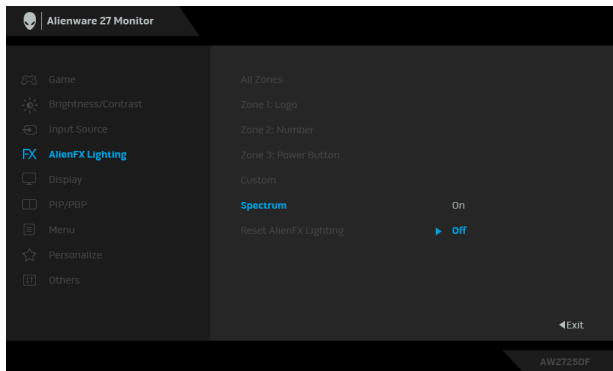 Alienware 27 Monitor
Game
All Zones
Brightness/Contrast
Zone 1: Logo
Input Source
Zone 2: Number
FX AlienFX Lighting
Zone 3: Power Button
Display
Custom
PIP/PBP
Spectrum On
Menu
Reset AlienFX Lighting Off
Personalize
Others
Exit
AW2725DF